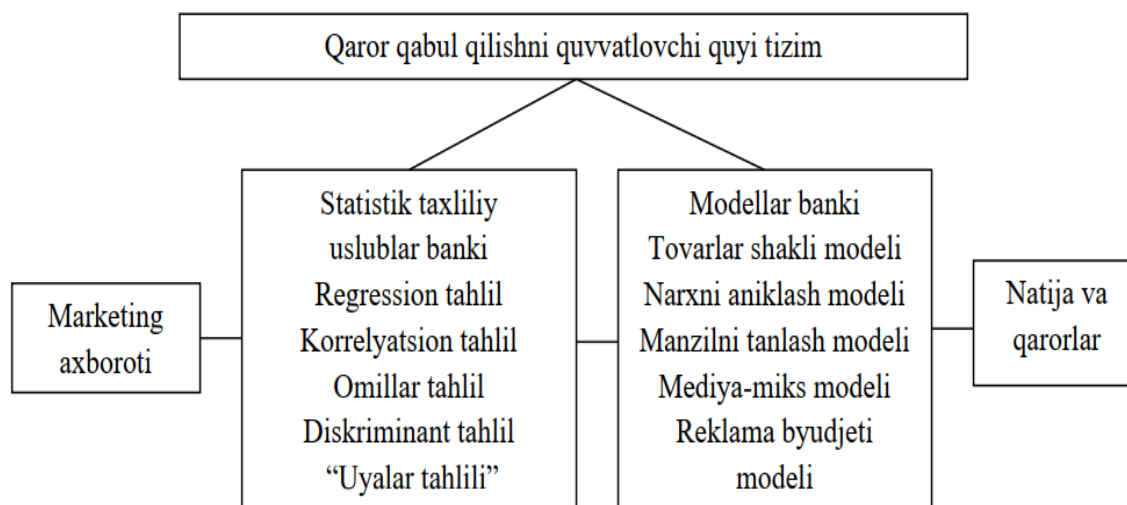 Qaror qabul qilishni quvvatlovchi quyi tizim
Marketing
axboroti
Statistik taxliliy
uslublar banki
Regression tahlil
Korrelyatsion tahlil
Omillar tahlil
Diskriminant tahlil
“Uyalar tahlili”
Modellar banki
Tovarlar shakli modeli
Narxni aniklash modeli
Manzilni tanlash modeli
Mediya-miks modeli
Reklama byudjeti
modeli
Natija va
qarorlar